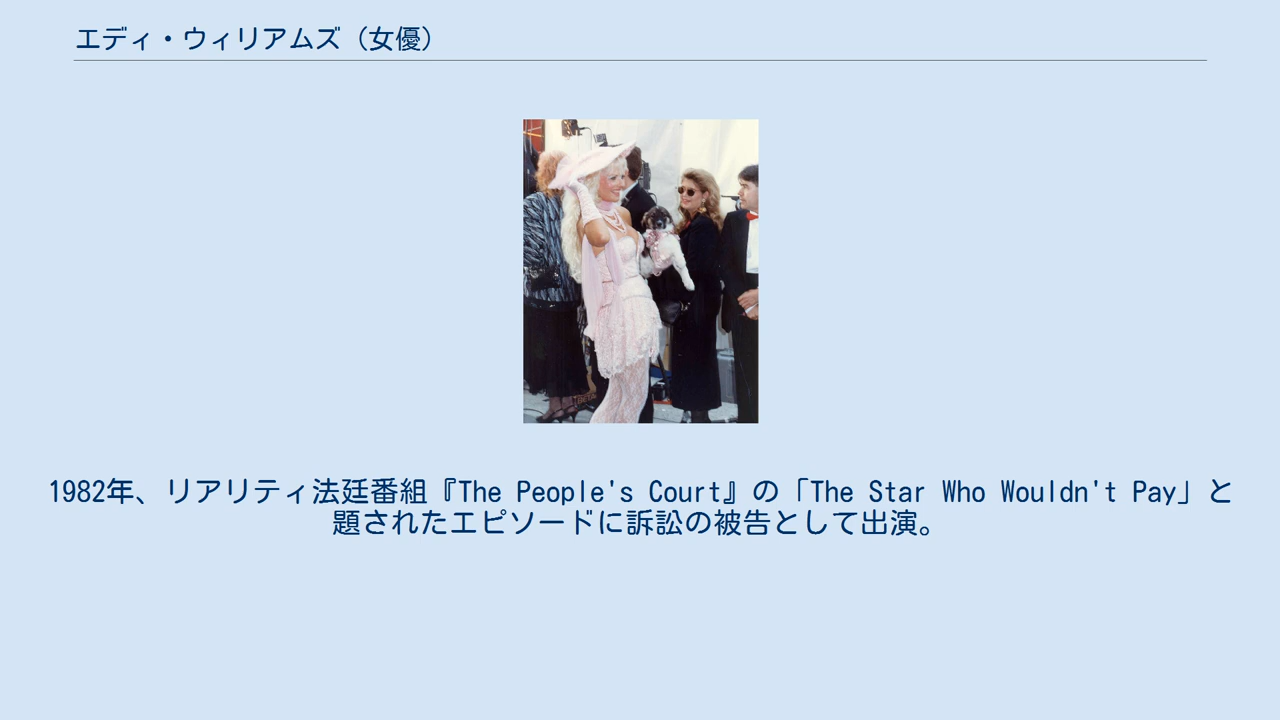 エディ・ウィリアムズ（女優）
1982年、リアリティ法廷番組『The People's Court』の「The Star Who Wouldn't Pay」と
題されたエピソードに訴訟の被告として出演。